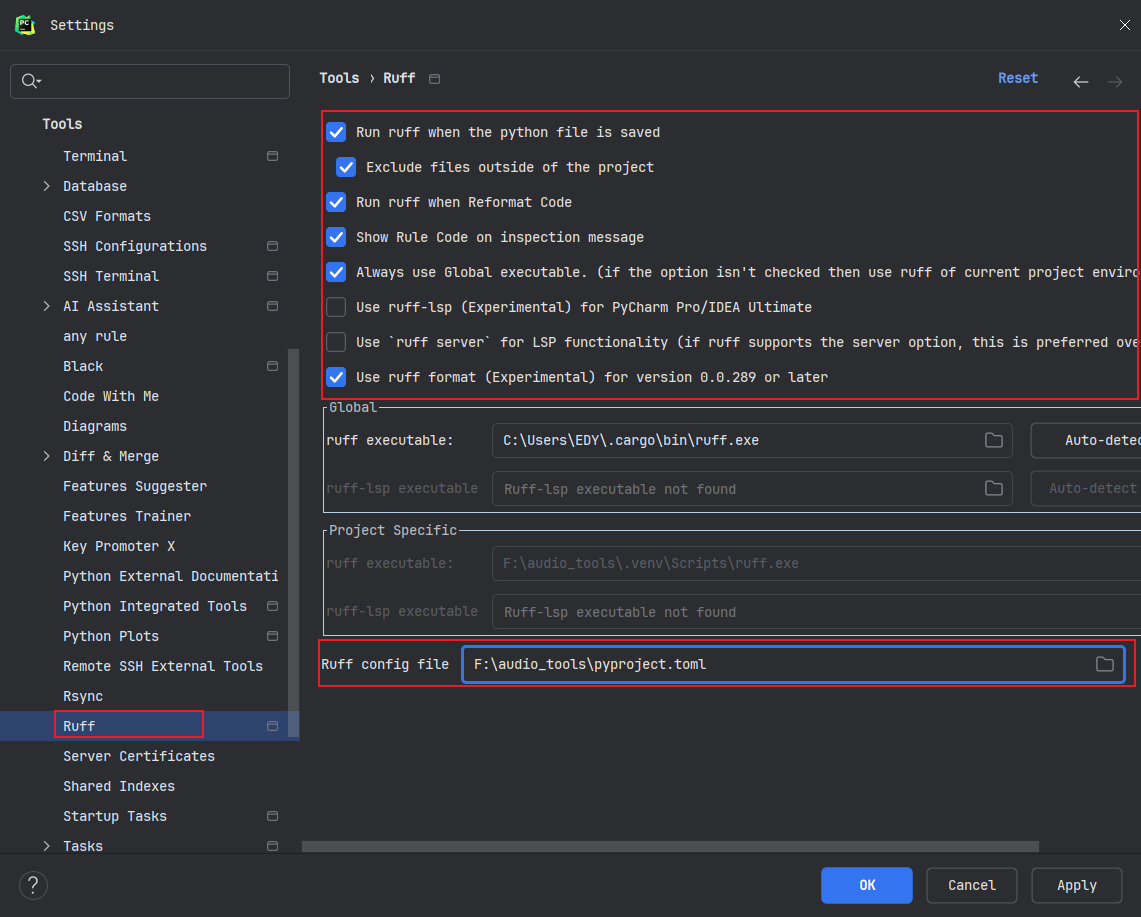 PC
Settings
Tools
Terminal
Database
CSV Formats
SSH Configurations
SSH Terminal
AI Assistant
any rule
Black
Code With Me
Diagrams
Diff & Merge
Features Suggester
Features Trainer
Key Promoter X
Python External Documentati
Python Integrated Tools
Python Plots
Remote SSH External Tools
Rsync
Ruff
Server Certificates
Shared Indexes
Startup Tasks
Tasks
Tools › Ruff
Reset
Run ruff when the python file is saved
Exclude files outside of the project
Run ruff when Reformat Code
Show Rule Code on inspection message
Always use Global executable. (if the option isn't checked then use ruff of current project enviro
Use ruff-lsp (Experimental) for PyCharm Pro/IDEA Ultimate
Use `ruff server` for LSP functionality (if ruff supports the server option, this is preferred ove
Use ruff format (Experimental) for version 0.0.289 or later
Global
ruff executable: C:\Users\EDY\.cargo\bin\ruff.exe Auto-detec
ruff-lsp executable Ruff-lsp executable not found Auto-detect
Project Specific
ruff executable: F:\audio_tools\.venv\Scripts\ruff.exe
ruff-lsp executable Ruff-lsp executable not found
Ruff config file F:\audio_tools\pyproject.toml
? OK Cancel Apply